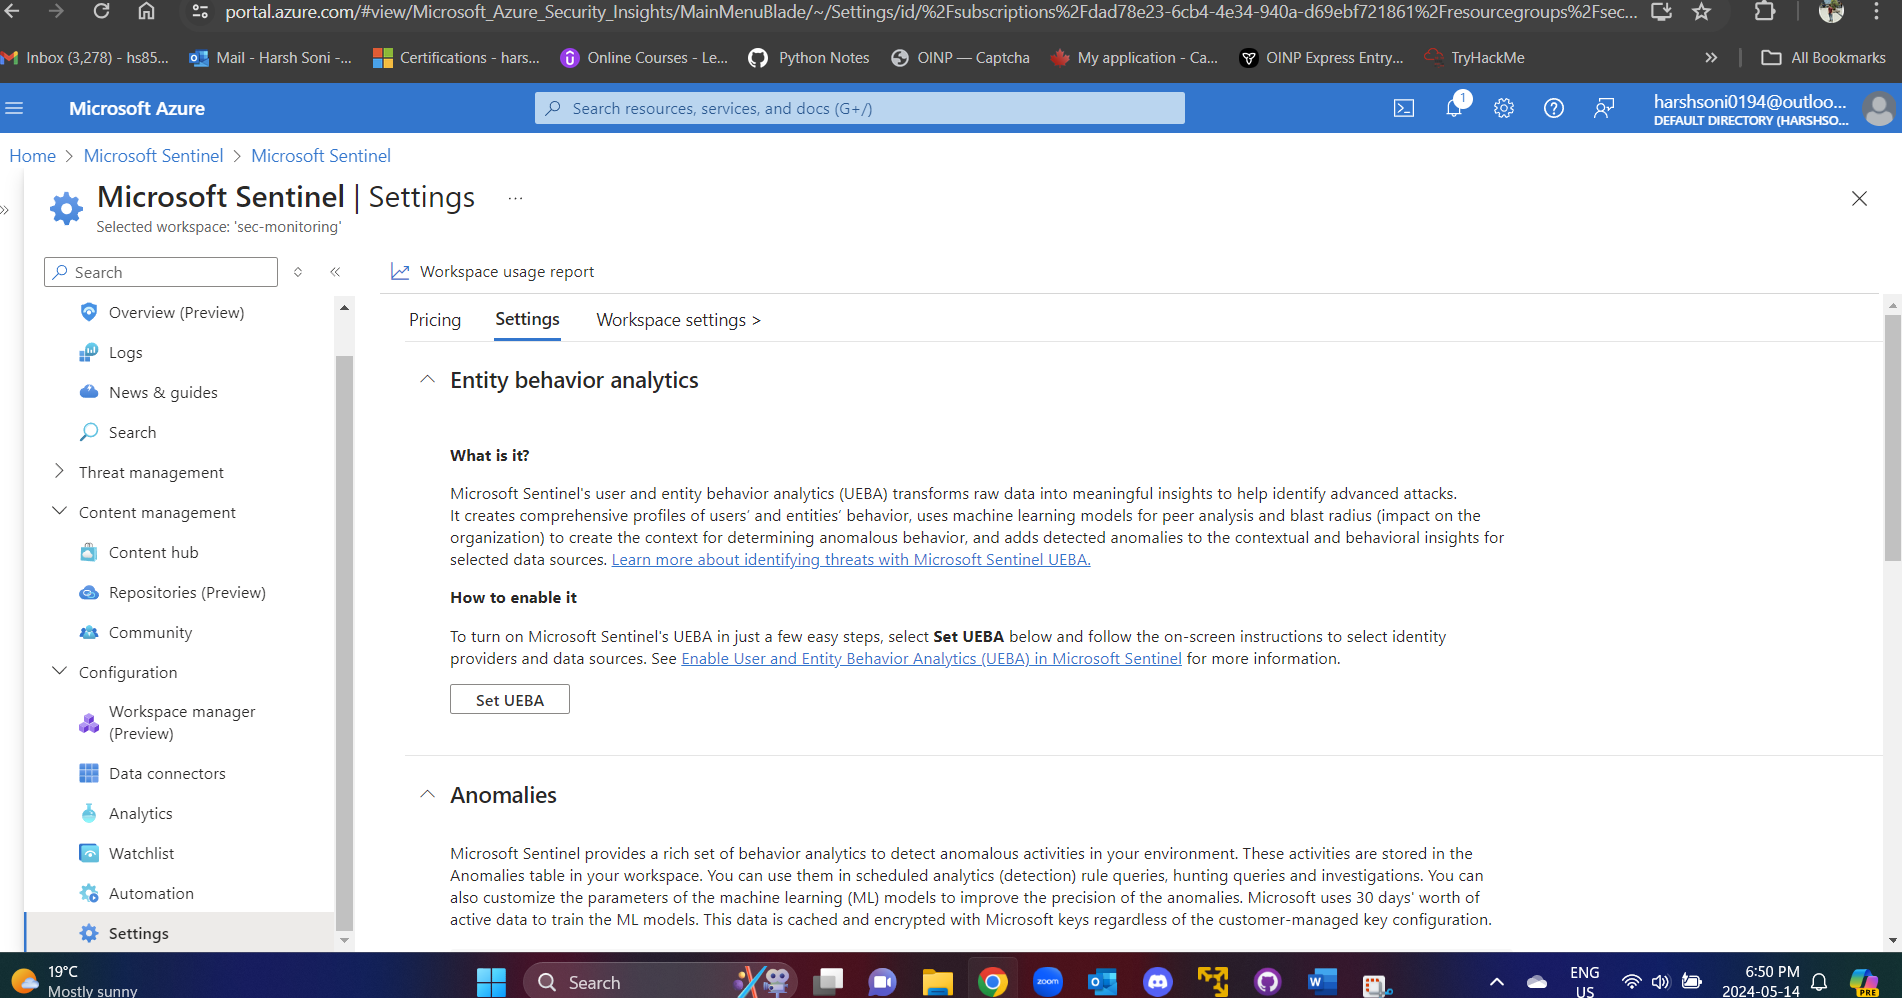 portal.azure.com/#view/Microsoft_Azure_Security_Insights/MainMenuBlade/~/Settings/id/%2Fsubscriptions%2Fdad78e23-6cb4-4e34-940a-d69ebf721861%2Fresourcegroups%2Fsec...
Inbox (3,278) - hs85...
Mail - Harsh Soni -...
Certifications - hars...
Online Courses - Le...
Python Notes
OINP — Captcha
My application - Ca...
OINP Express Entry...
TryHackMe
»
All Bookmarks
Microsoft Azure
Search resources, services, and docs (G+/)
1
harshsoni0194@outloo...
DEFAULT DIRECTORY (HARSHSO...
Home > Microsoft Sentinel > Microsoft Sentinel
Microsoft Sentinel | Settings ...
Selected workspace: 'sec-monitoring'
Search
Workspace usage report
Overview (Preview)
Logs
News & guides
Search
Threat management
Content management
Content hub
Repositories (Preview)
Community
Configuration
Workspace manager
(Preview)
Data connectors
Analytics
Watchlist
Automation
Settings
Pricing
Settings
Workspace settings >
Entity behavior analytics
What is it?
Microsoft Sentinel's user and entity behavior analytics (UEBA) transforms raw data into meaningful insights to help identify advanced attacks.
It creates comprehensive profiles of users' and entities' behavior, uses machine learning models for peer analysis and blast radius (impact on the
organization) to create the context for determining anomalous behavior, and adds detected anomalies to the contextual and behavioral insights for
selected data sources. Learn more about identifying threats with Microsoft Sentinel UEBA.
How to enable it
To turn on Microsoft Sentinel's UEBA in just a few easy steps, select Set UEBA below and follow the on-screen instructions to select identity
providers and data sources. See Enable User and Entity Behavior Analytics (UEBA) in Microsoft Sentinel for more information.
Set UEBA
Anomalies
Microsoft Sentinel provides a rich set of behavior analytics to detect anomalous activities in your environment. These activities are stored in the
Anomalies table in your workspace. You can use them in scheduled analytics (detection) rule queries, hunting queries and investigations. You can
also customize the parameters of the machine learning (ML) models to improve the precision of the anomalies. Microsoft uses 30 days' worth of
active data to train the ML models. This data is cached and encrypted with Microsoft keys regardless of the customer-managed key configuration.
19°C
Mostly sunny
Search
zoom
ENG
US
6:50 PM
2024-05-14
PRE